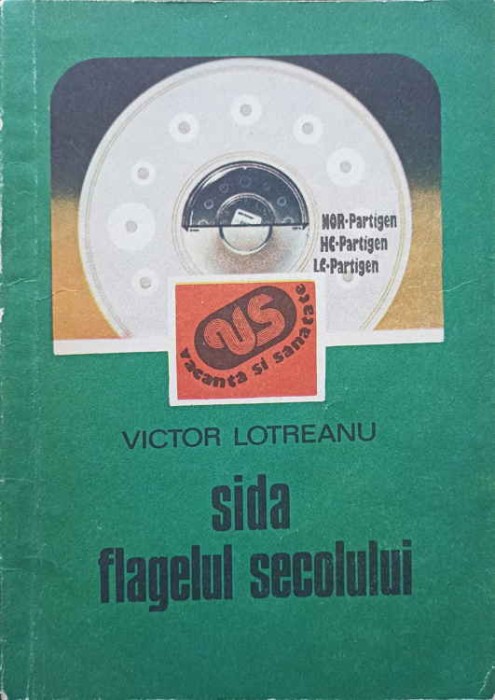 NOR-Partigen
HC-Partigen
LC-Partigen
VS
vacanta si sanatate
VICTOR LOTREANU
sida
flagelul secolului